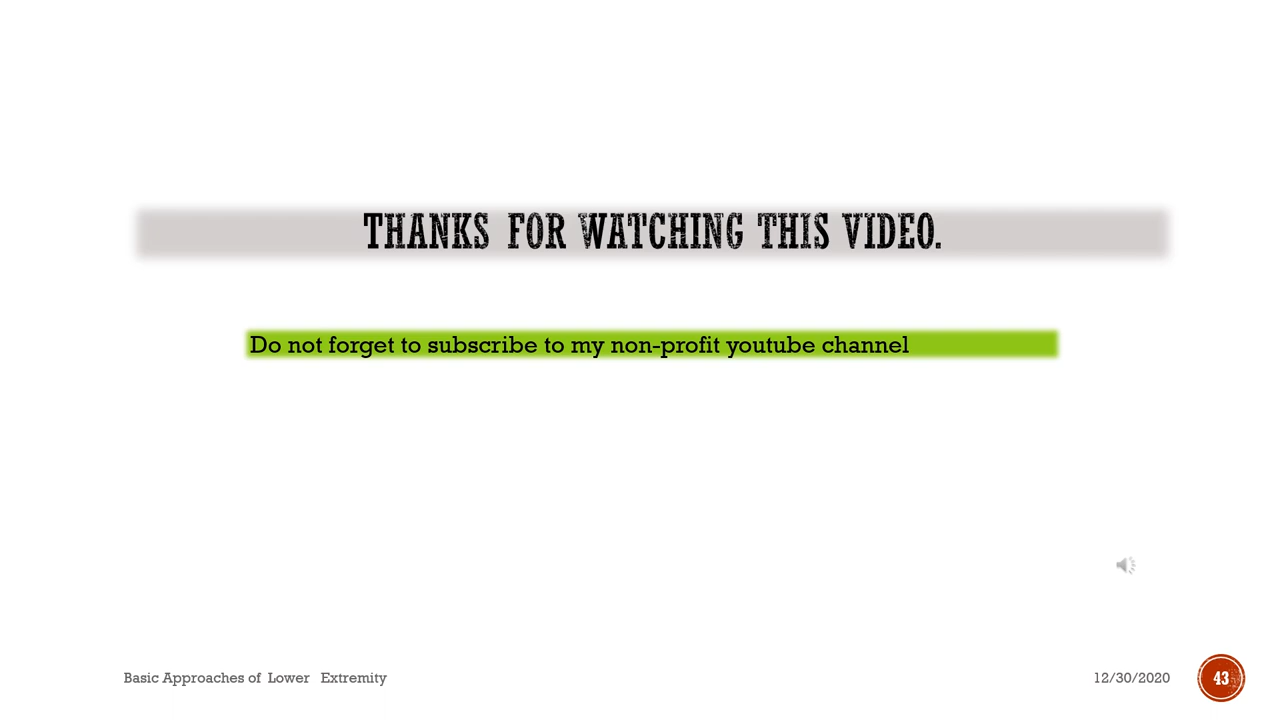 THANKS FOR WATCHING THIS VIDEO.
Do not forget to subscribe to my non-profit youtube channel
Basic Approaches of Lower Extremity
12/30/2020
43